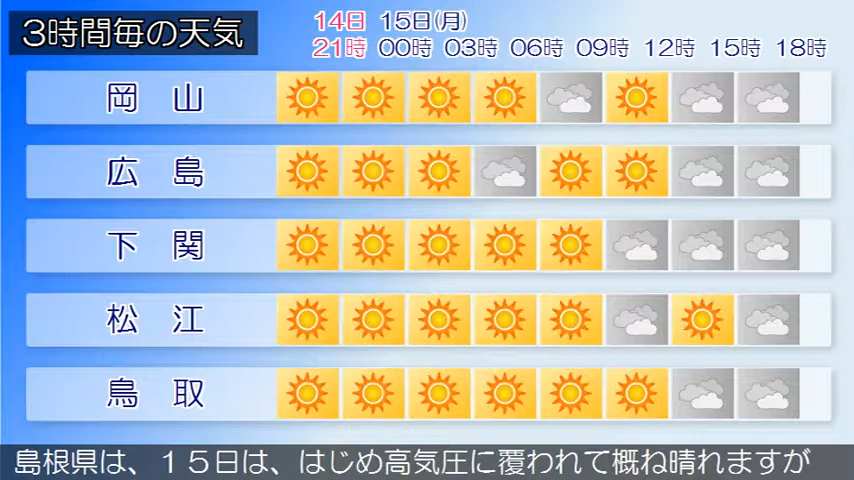 3時間毎の天気
14日 15日(月)
21時 00時 03時 06時 09時 12時 15時 18時
岡 山
広 島
下 関
松 江
鳥 取
島根県は、１５日は、はじめ高気圧に覆われて概ね晴れますが